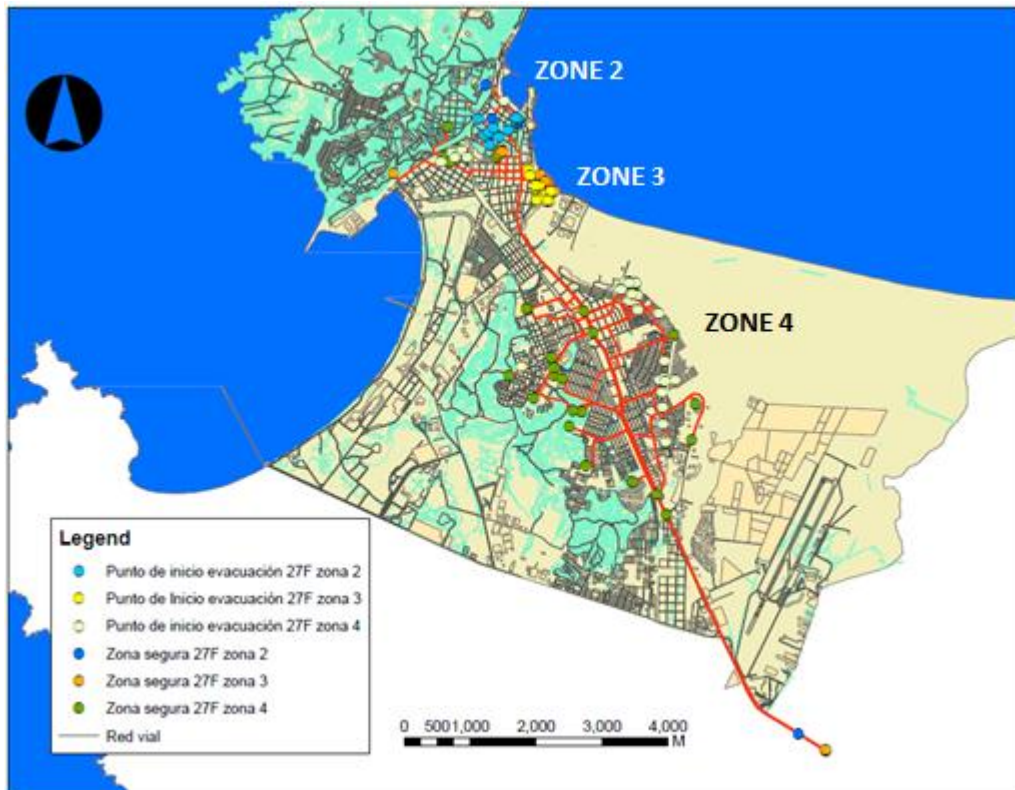 ZONE 2
ZONE 3
ZONE 4
Legend
Punto de inicio evacuación 27F zona 2
Punto de Inicio evacuación 27F zona 3
Punto de inicio evacuación 27F zona 4
Zona segura 27F zona 2
Zona segura 27F zona 3
Zona segura 27F zona 4
Red vial
0 500 1,000 2,000 3,000 4,000
M